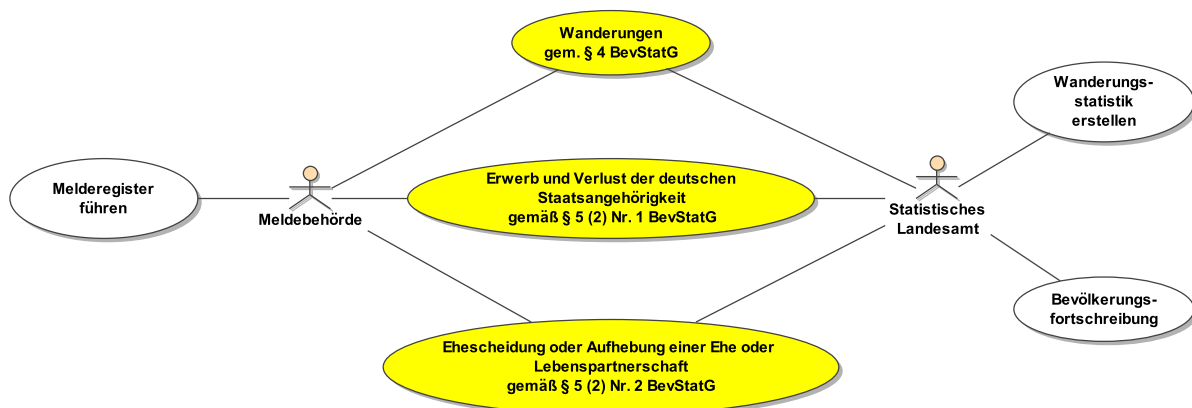 Wanderungen
gem. § 4 BevStatG
Wanderungs-
statistik
erstellen
Melderegister
führen
Meldebehörde
Erwerb und Verlust der deutschen
Staatsangehörigkeit
gemäß § 5 (2) Nr. 1 BevStatG
Statistisches
Landesamt
Bevölkerungs-
fortschreibung
Ehescheidung oder Aufhebung einer Ehe oder
Lebenspartnerschaft
gemäß § 5 (2) Nr. 2 BevStatG